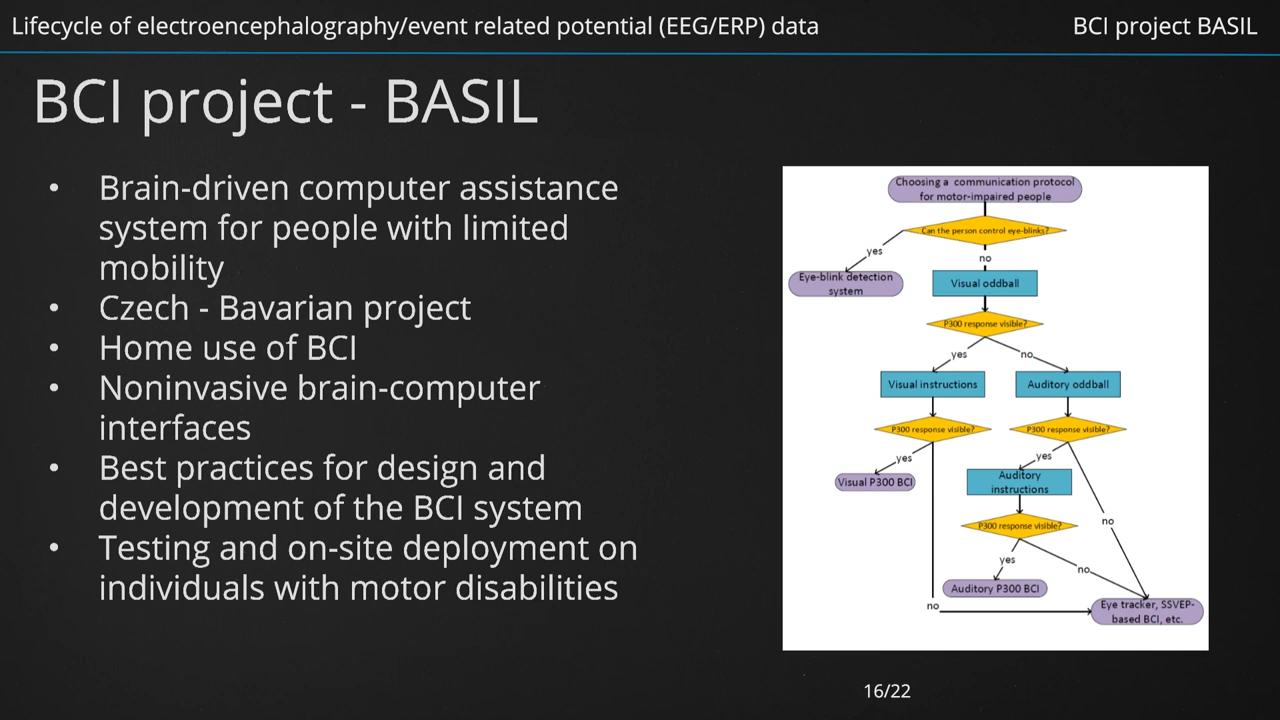 Lifecycle of electroencephalography/event related potential (EEG/ERP) data
BCI project BASIL
BCI project - BASIL
• Brain-driven computer assistance
system for people with limited
mobility
• Czech - Bavarian project
• Home use of BCI
• Noninvasive brain-computer
interfaces
• Best practices for design and
development of the BCI system
• Testing and on-site deployment on
individuals with motor disabilities
Choosing a communication protocol
for motor-impaired people
Can the person control eye-blinks?
yes
no
Eye-blink detection
system
Visual oddball
P300 response visible?
yes
no
Visual instructions
Auditory oddball
P300 response visible?
P300 response visible?
yes
yes
Visual P300 BCI
Auditory
instructions
no
P300 response visible?
yes
no
Auditory P300 BCI
no
Eye tracker, SSVEP-
based BCI, etc.
16/22